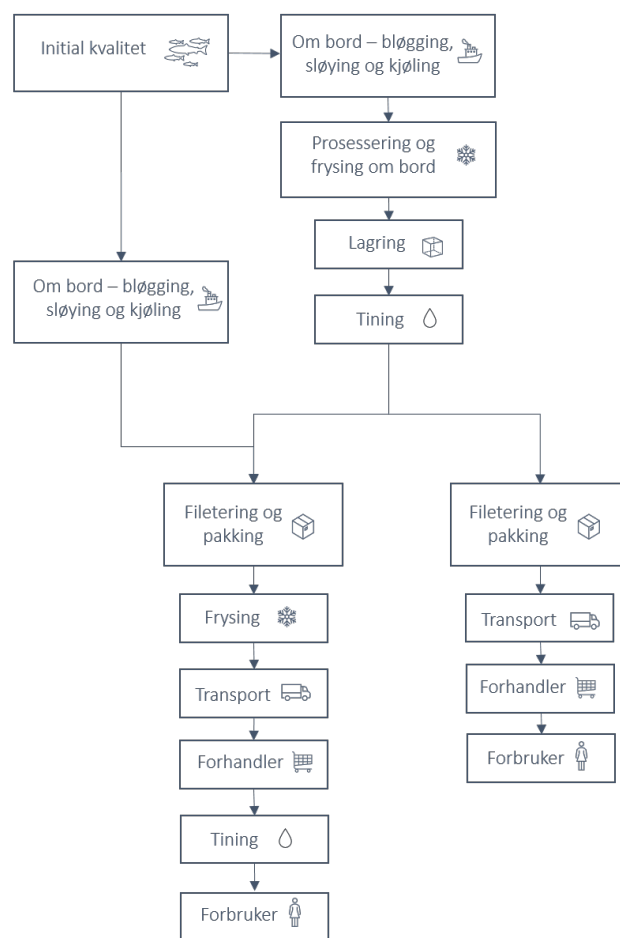 Initial kvalitet
Om bord – bløgging,
sløying og kjøling
Prosessering og
frysing om bord
Lagring
Om bord – bløgging,
sløying og kjøling
Tining
Filetering og
pakking
Filetering og
pakking
Frysing
Transport
Transport
Forhandler
Forhandler
Forbruker
Tining
Forbruker